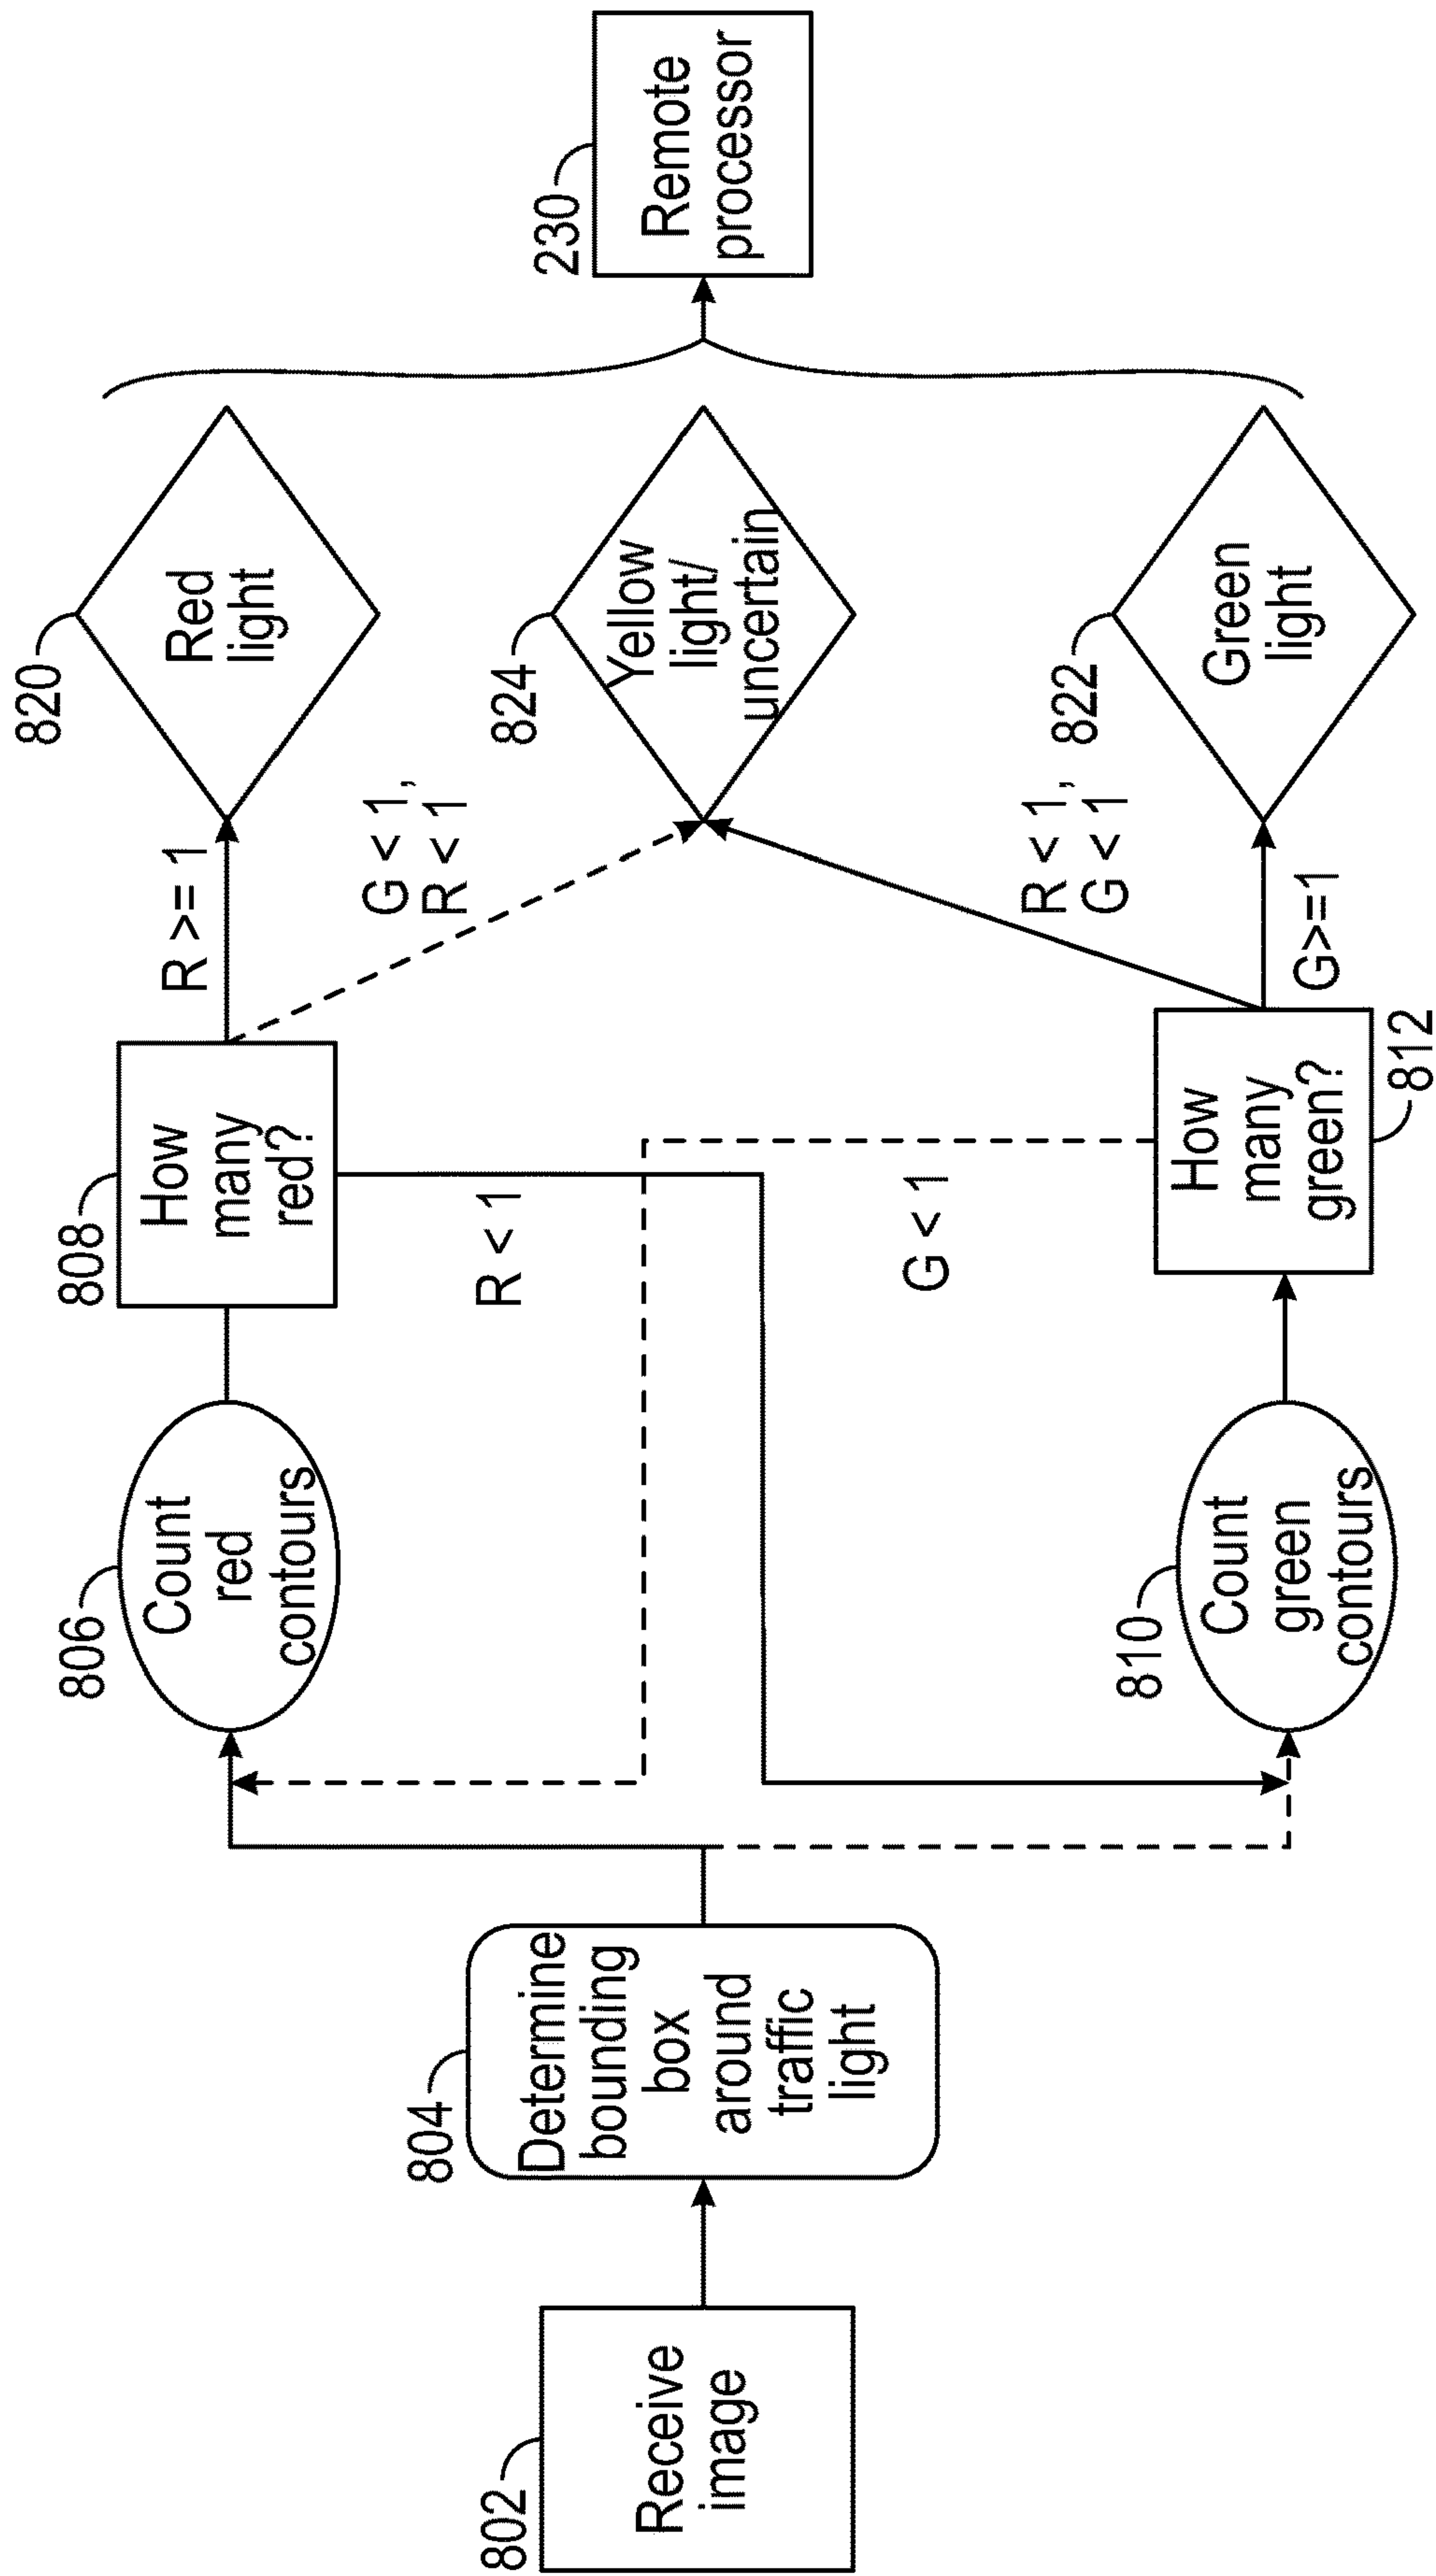 802
Receive
image
804
Determine
bounding
box
around
traffic
light
806
Count
red
contours
808
How
many
red?
R >= 1
R < 1
G < 1,
R < 1
820
Red
light
824
Yellow
light/
uncertain
810
Count
green
contours
812
How
many
green?
G < 1
R < 1,
G < 1
G>=1
822
Green
light
230
Remote
processor